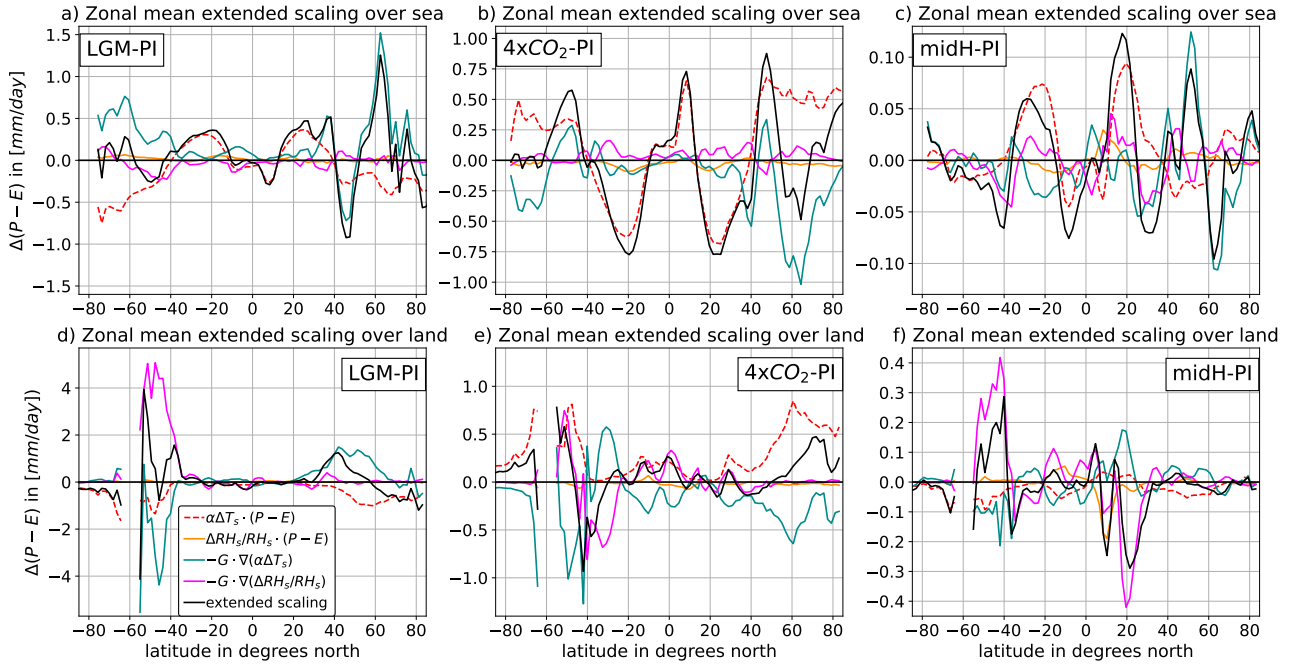 a) Zonal mean extended scaling over sea
b) Zonal mean extended scaling over sea
c) Zonal mean extended scaling over sea
LGM-PI
4xCO₂-PI
midH-PI
Δ(P − E) in [mm/day]
1.5
1.0
0.5
0.0
−0.5
−1.0
−1.5
1.00
0.75
0.50
0.25
0.00
−0.25
−0.50
−0.75
−1.00
0.10
0.05
0.00
−0.05
−0.10
−80 −60 −40 −20 0 20 40 60 80
−80 −60 −40 −20 0 20 40 60 80
−80 −60 −40 −20 0 20 40 60 80
d) Zonal mean extended scaling over land
e) Zonal mean extended scaling over land
f) Zonal mean extended scaling over land
LGM-PI
4xCO₂-PI
midH-PI
Δ(P − E) in [mm/day])
4
2
0
−2
−4
1.0
0.5
0.0
−0.5
−1.0
0.4
0.3
0.2
0.1
0.0
−0.1
−0.2
−0.3
−0.4
αΔTₛ · (P − E)
ΔRHₛ/RHₛ · (P − E)
−G · ∇(αΔTₛ)
−G · ∇(ΔRHₛ/RHₛ)
extended scaling
−80 −60 −40 −20 0 20 40 60 80
−80 −60 −40 −20 0 20 40 60 80
−80 −60 −40 −20 0 20 40 60 80
latitude in degrees north
latitude in degrees north
latitude in degrees north